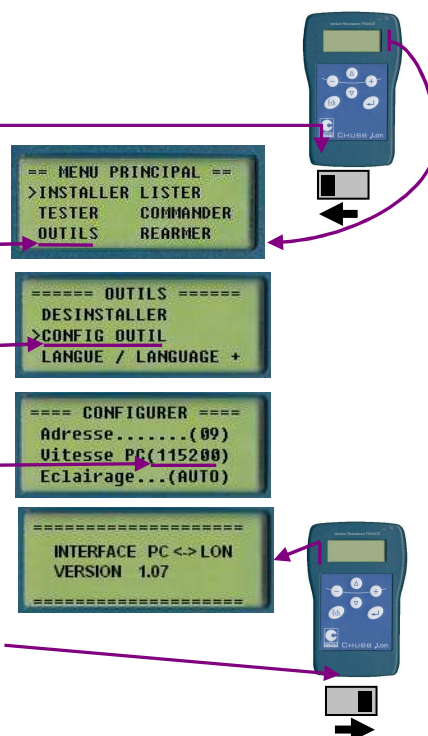 == MENU PRINCIPAL ==
>INSTALLER LISTER
TESTER COMMANDER
OUTILS REARMER
====== OUTILS ======
DESINSTALLER
>CONFIG OUTIL
LANGUE / LANGUAGE +
==== CONFIGURER ====
Adresse.......(09)
Vitesse PC(115200)
Eclairage...(AUTO)
====================
INTERFACE PC <-> LON
VERSION 1.07
====================
CHUBB
Lon
CHUBB
Lon